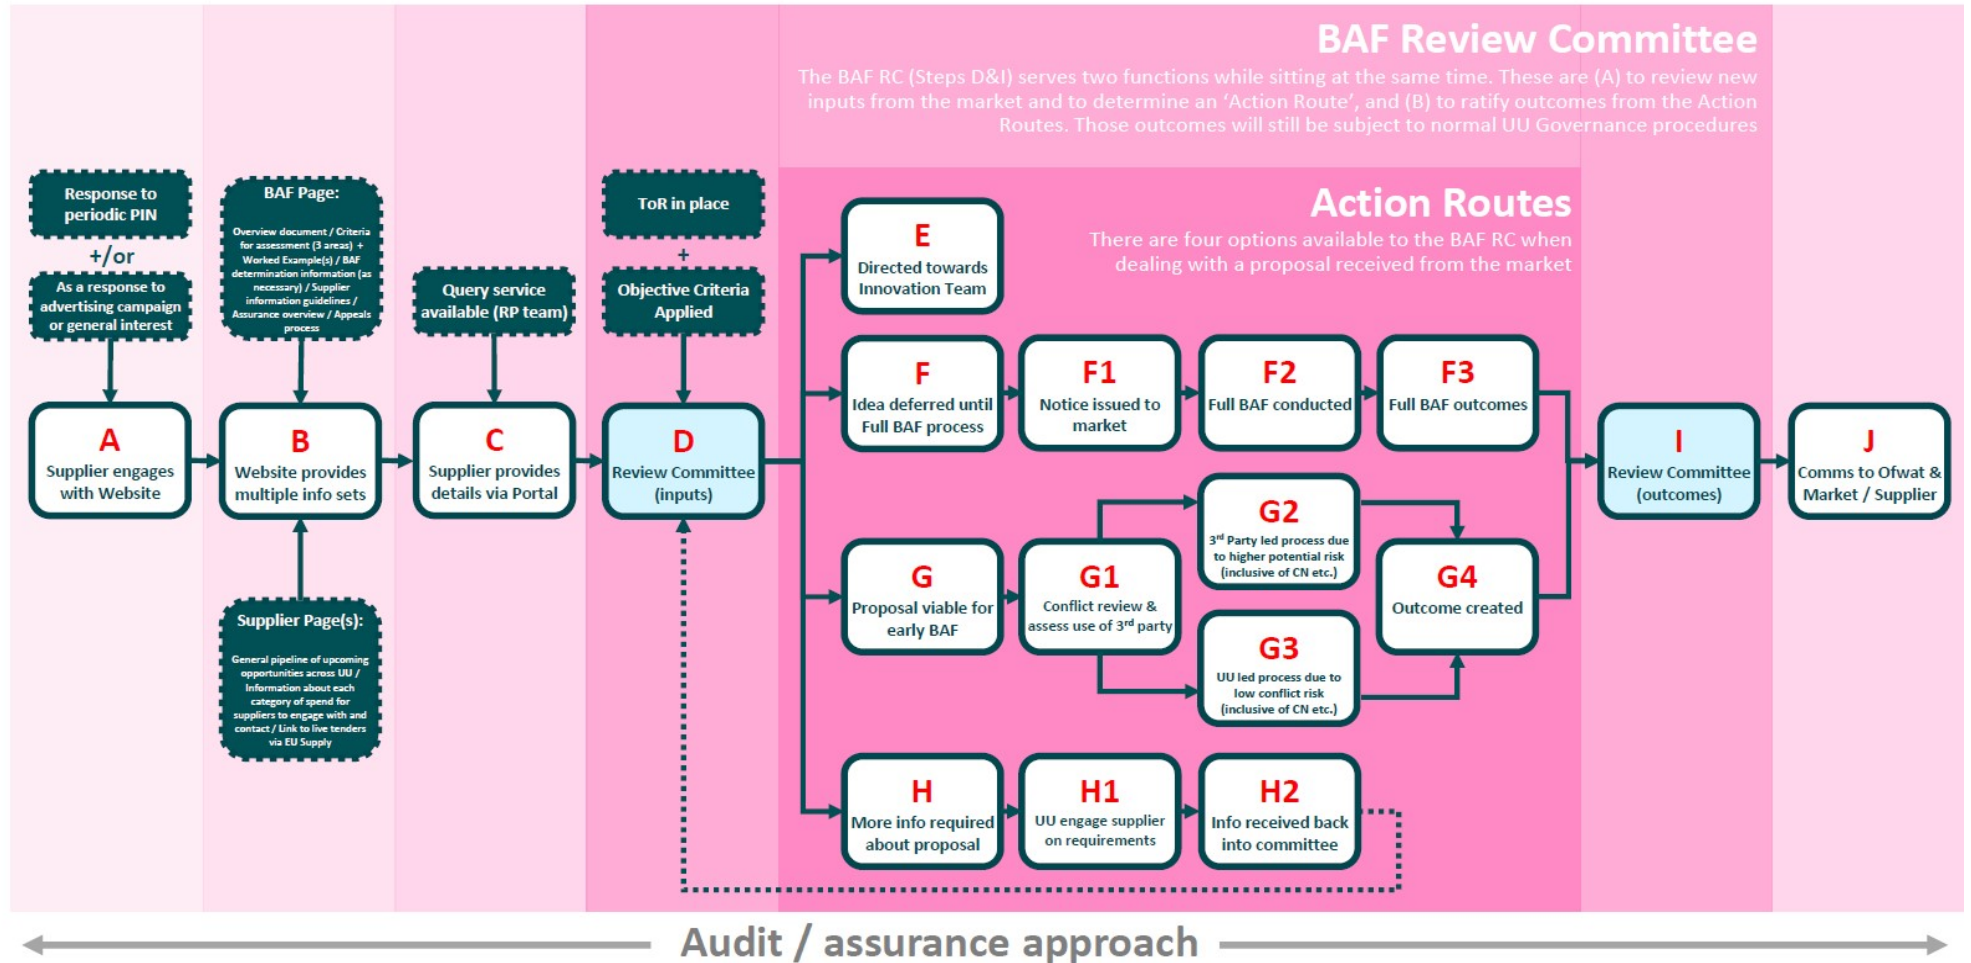 BAF Review Committee
The BAF RC (Steps D&I) serves two functions while sitting at the same time. These are (A) to review new
inputs from the market and to determine an ‘Action Route’, and (B) to ratify outcomes from the Action
Routes. Those outcomes will still be subject to normal UU Governance procedures
Response to
periodic PIN
+/or
As a response to
advertising campaign
or general interest
BAF Page:
Overview document / Criteria
for assessment (3 areas) +
Worked Example(s) / BAF
determination information (as
necessary) / Supplier
information guidelines /
Assurance overview / Appeals
process
Query service
available (RP team)
ToR in place
+
Objective Criteria
Applied
Action Routes
There are four options available to the BAF RC when
dealing with a proposal received from the market
A
Supplier engages
with Website
B
Website provides
multiple info sets
C
Supplier provides
details via Portal
D
Review Committee
(inputs)
E
Directed towards
Innovation Team
F
Idea deferred until
Full BAF process
F1
Notice issued to
market
F2
Full BAF conducted
F3
Full BAF outcomes
G
Proposal viable for
early BAF
G1
Conflict review &
assess use of 3rd party
G2
3rd Party led process due
to higher potential risk
(inclusive of CN etc.)
G3
UU led process due to
low conflict risk
(inclusive of CN etc.)
G4
Outcome created
H
More info required
about proposal
H1
UU engage supplier
on requirements
H2
Info received back
into committee
I
Review Committee
(outcomes)
J
Comms to Ofwat &
Market / Supplier
Supplier Page(s):
General pipeline of upcoming
opportunities across UU /
Information about each
category of spend for
suppliers to engage with and
contact / Link to live tenders
via EU Supply
Audit / assurance approach